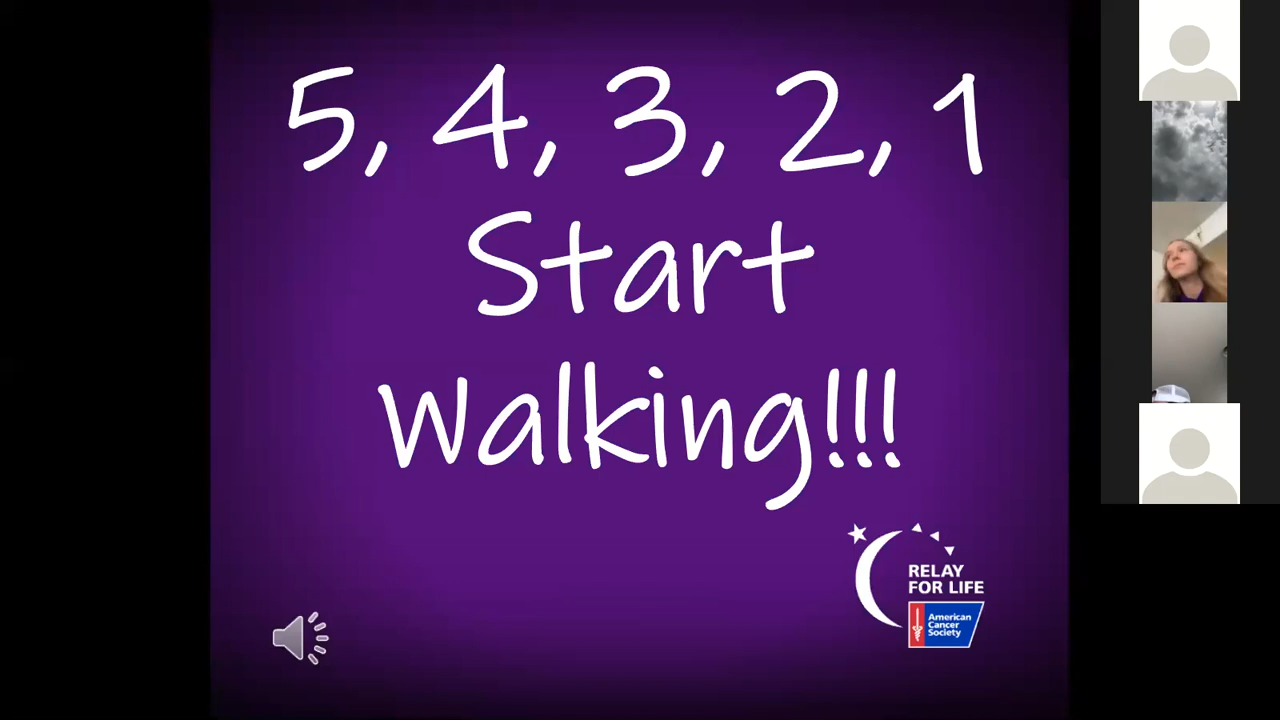 5, 4, 3, 2, 1
Start
Walking!!!
RELAY
FOR LIFE
American
Cancer
Society